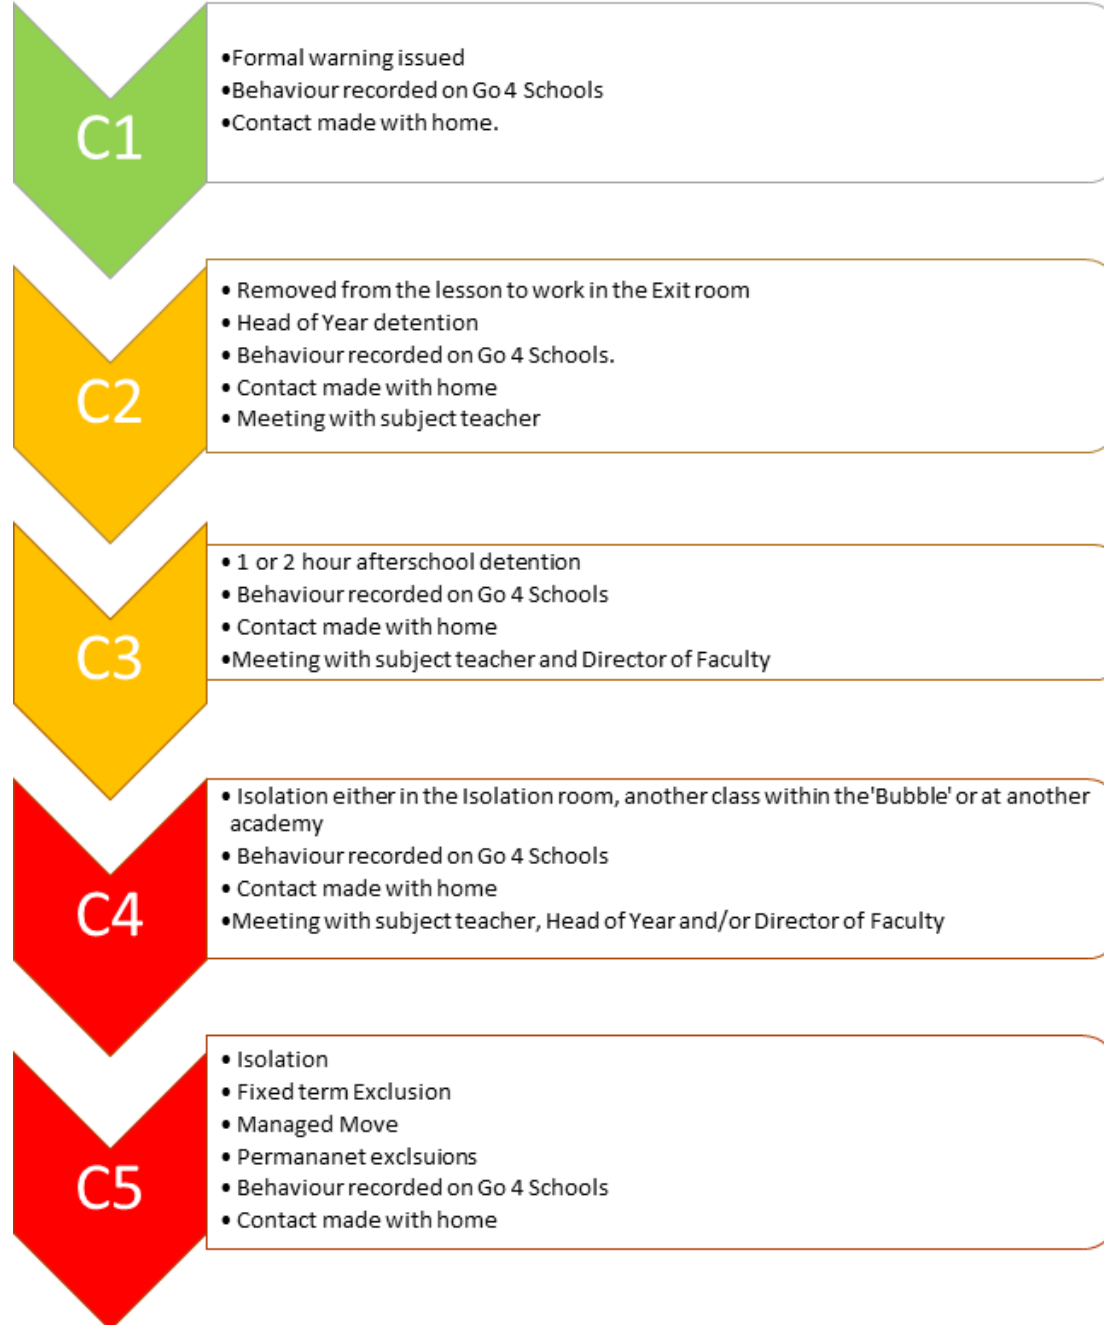 C1
•Formal warning issued
•Behaviour recorded on Go 4 Schools
•Contact made with home.
C2
• Removed from the lesson to work in the Exit room
• Head of Year detention
• Behaviour recorded on Go 4 Schools.
• Contact made with home
• Meeting with subject teacher
C3
• 1 or 2 hour afterschool detention
• Behaviour recorded on Go 4 Schools
• Contact made with home
•Meeting with subject teacher and Director of Faculty
C4
• Isolation either in the Isolation room, another class within the'Bubble' or at another
academy
• Behaviour recorded on Go 4 Schools
• Contact made with home
•Meeting with subject teacher, Head of Year and/or Director of Faculty
C5
• Isolation
• Fixed term Exclusion
• Managed Move
• Permananet exclsuions
• Behaviour recorded on Go 4 Schools
• Contact made with home